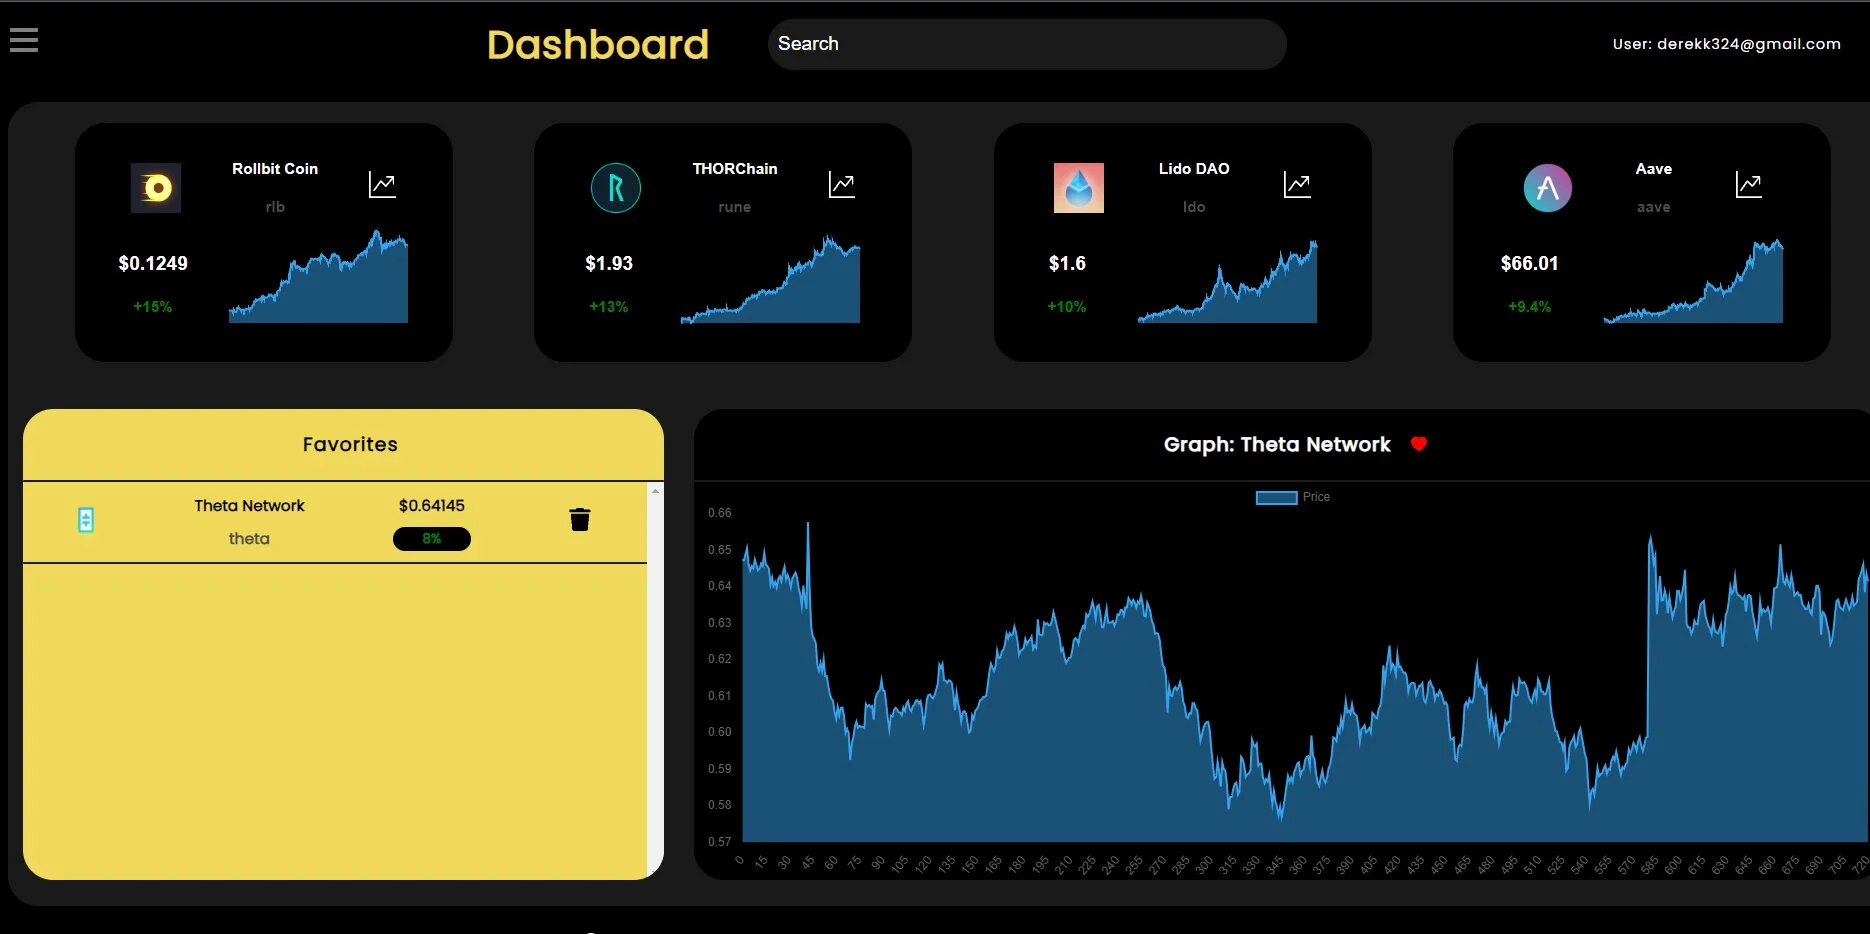 Dashboard
Search
User: derekk324@gmail.com
Rollbit Coin
rlb
$0.1249
+15%
THORChain
rune
$1.93
+13%
Lido DAO
ldo
$1.6
+10%
Aave
aave
$66.01
+9.4%
Favorites
Theta Network
$0.64145
theta
8%
Graph: Theta Network
Price
0.66
0.65
0.64
0.63
0.62
0.61
0.60
0.59
0.58
0.57
0 15 30 45 60 75 90 105 120 135 150 165 180 195 210 225 240 255 270 285 300 315 330 345 360 375 390 405 420 435 450 465 480 495 510 525 540 555 570 585 600 615 630 645 660 675 690 705 720